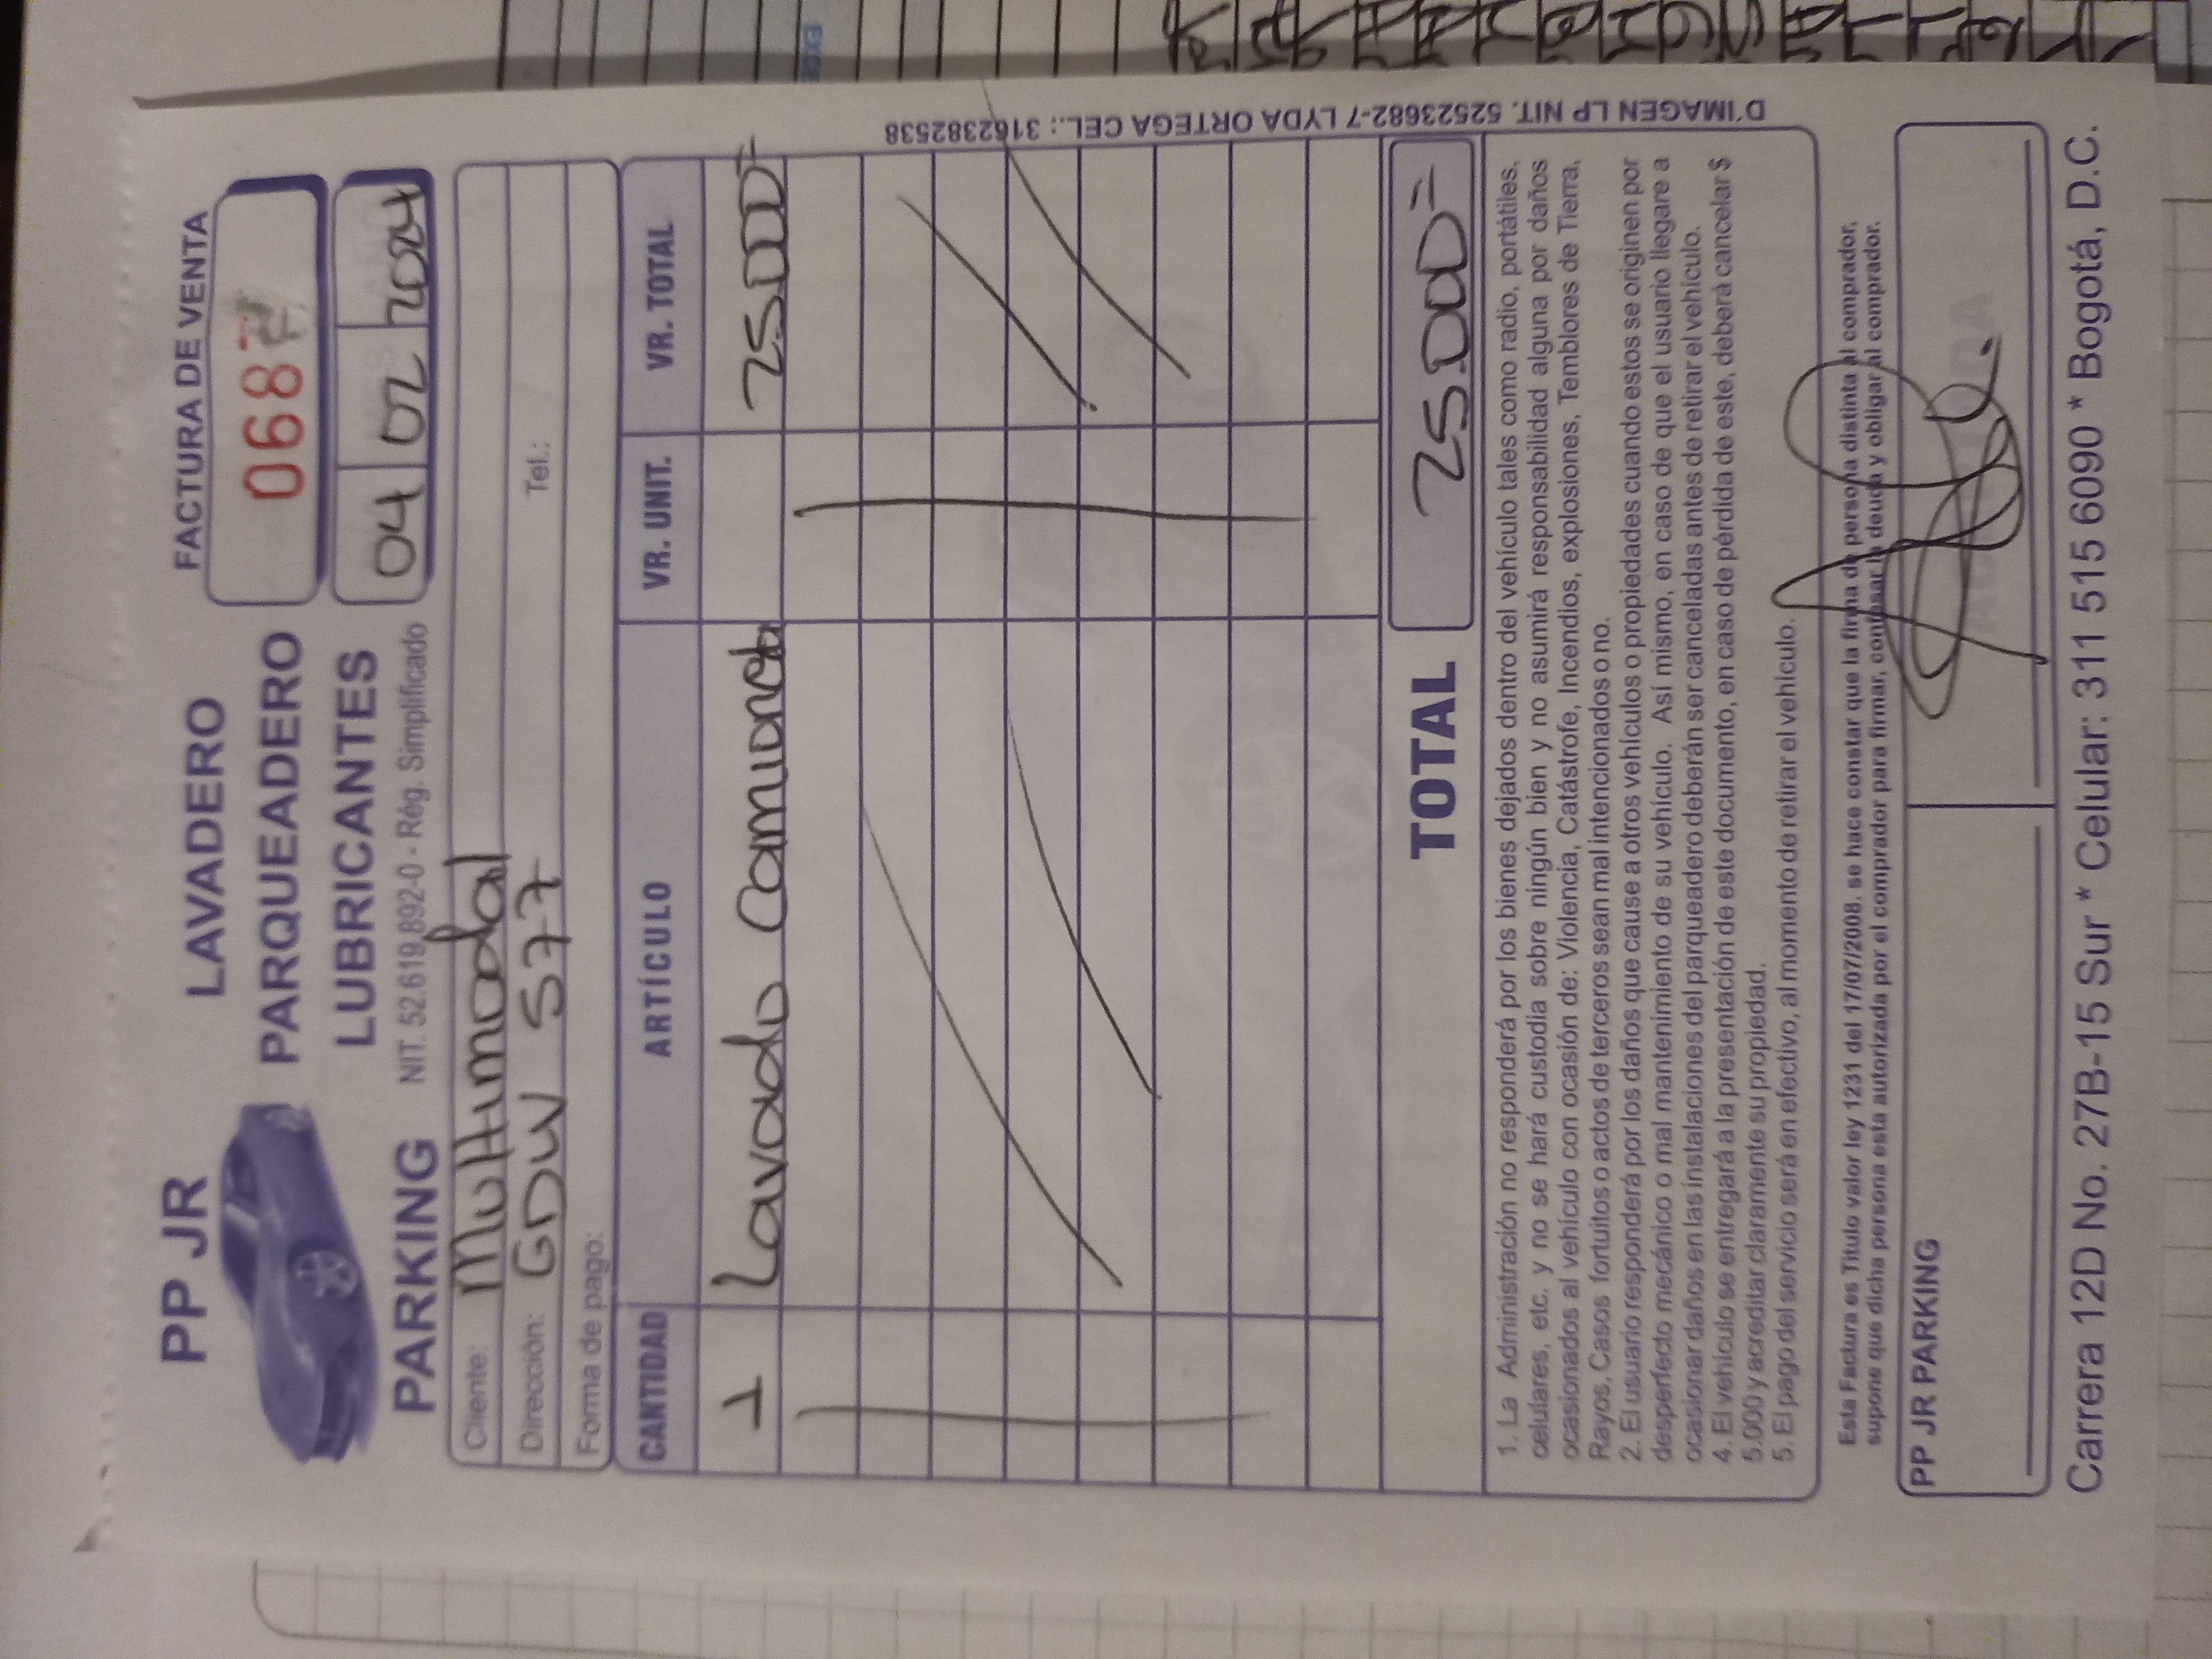 PP JR
PARKING
LAVADERO
PARQUEADERO
LUBRICANTES
NIT. 52.619.892-0 - Rég. Simplificado
FACTURA DE VENTA
068
04 02 2024
Cliente: Multimodal
Dirección: GDW 577
Tel.:
Forma de pago:
CANTIDAD ARTÍCULO VR. UNIT. VR. TOTAL
1 Lavado Camioneta 25.000
TOTAL 25.000=
1. La Administración no responderá por los bienes dejados dentro del vehículo tales como radio, portátiles,
celulares, etc. y no se hará custodia sobre ningún bien y no asumirá responsabilidad alguna por daños
ocasionados al vehículo con ocasión de: Violencia, Catástrofe, Incendios, explosiones, Temblores de Tierra,
Rayos, Casos fortuitos o actos de terceros sean mal intencionados o no.
2. El usuario responderá por los daños que cause a otros vehículos o propiedades cuando estos se originen por
desperfecto mecánico o mal mantenimiento de su vehículo. Así mismo, en caso de que el usuario llegare a
ocasionar daños en las instalaciones del parqueadero deberán ser canceladas antes de retirar el vehículo.
4. El vehículo se entregará a la presentación de este documento, en caso de pérdida de este, deberá cancelar $
5.000 y acreditar claramente su propiedad.
5. El pago del servicio será en efectivo, al momento de retirar el vehículo.
Esta Factura es Título valor ley 1231 del 17/07/2008. se hace constar que la firma de persona distinta al comprador,
supone que dicha persona esta autorizada por el comprador para firmar, confesar la deuda y obligar al comprador.
PP JR PARKING
Carrera 12D No. 27B-15 Sur * Celular: 311 515 6090 * Bogotá, D.C.
D'IMAGEN LP NIT. 52523682-7 LYDA ORTEGA CEL.: 3162382538